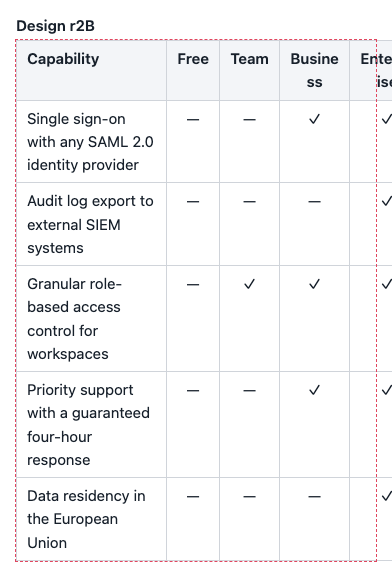 Design r2B
Capability Free Team Busine Ente
ss ise
Single sign-on — — ✓ ✓
with any SAML 2.0
identity provider
Audit log export to — — — ✓
external SIEM
systems
Granular role- — ✓ ✓ ✓
based access
control for
workspaces
Priority support — — ✓ ✓
with a guaranteed
four-hour
response
Data residency in — — — ✓
the European
Union